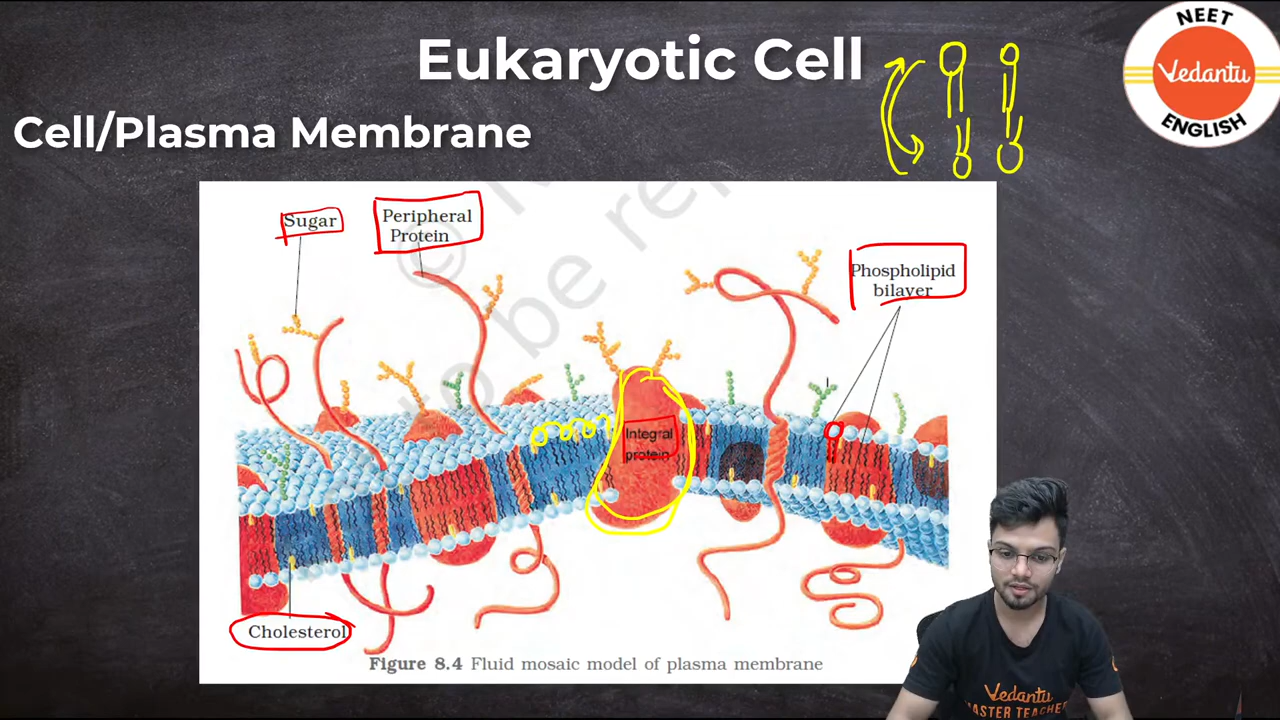 Eukaryotic Cell
Cell/Plasma Membrane
NEET
Vedantu
ENGLISH
Sugar
Peripheral
Protein
Phospholipid
bilayer
Integral
protein
Cholesterol
Figure 8.4 Fluid mosaic model of plasma membrane
Vedantu
MASTER TEACHER